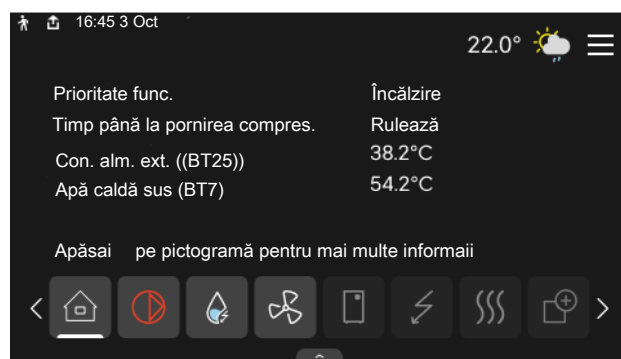 16:45 3 Oct
22.0°
Prioritate func. Încălzire
Timp până la pornirea compres. Rulează
Con. alm. ext. ((BT25)) 38.2°C
Apă caldă sus (BT7) 54.2°C
Apăsai pe pictogramă pentru mai multe informaii